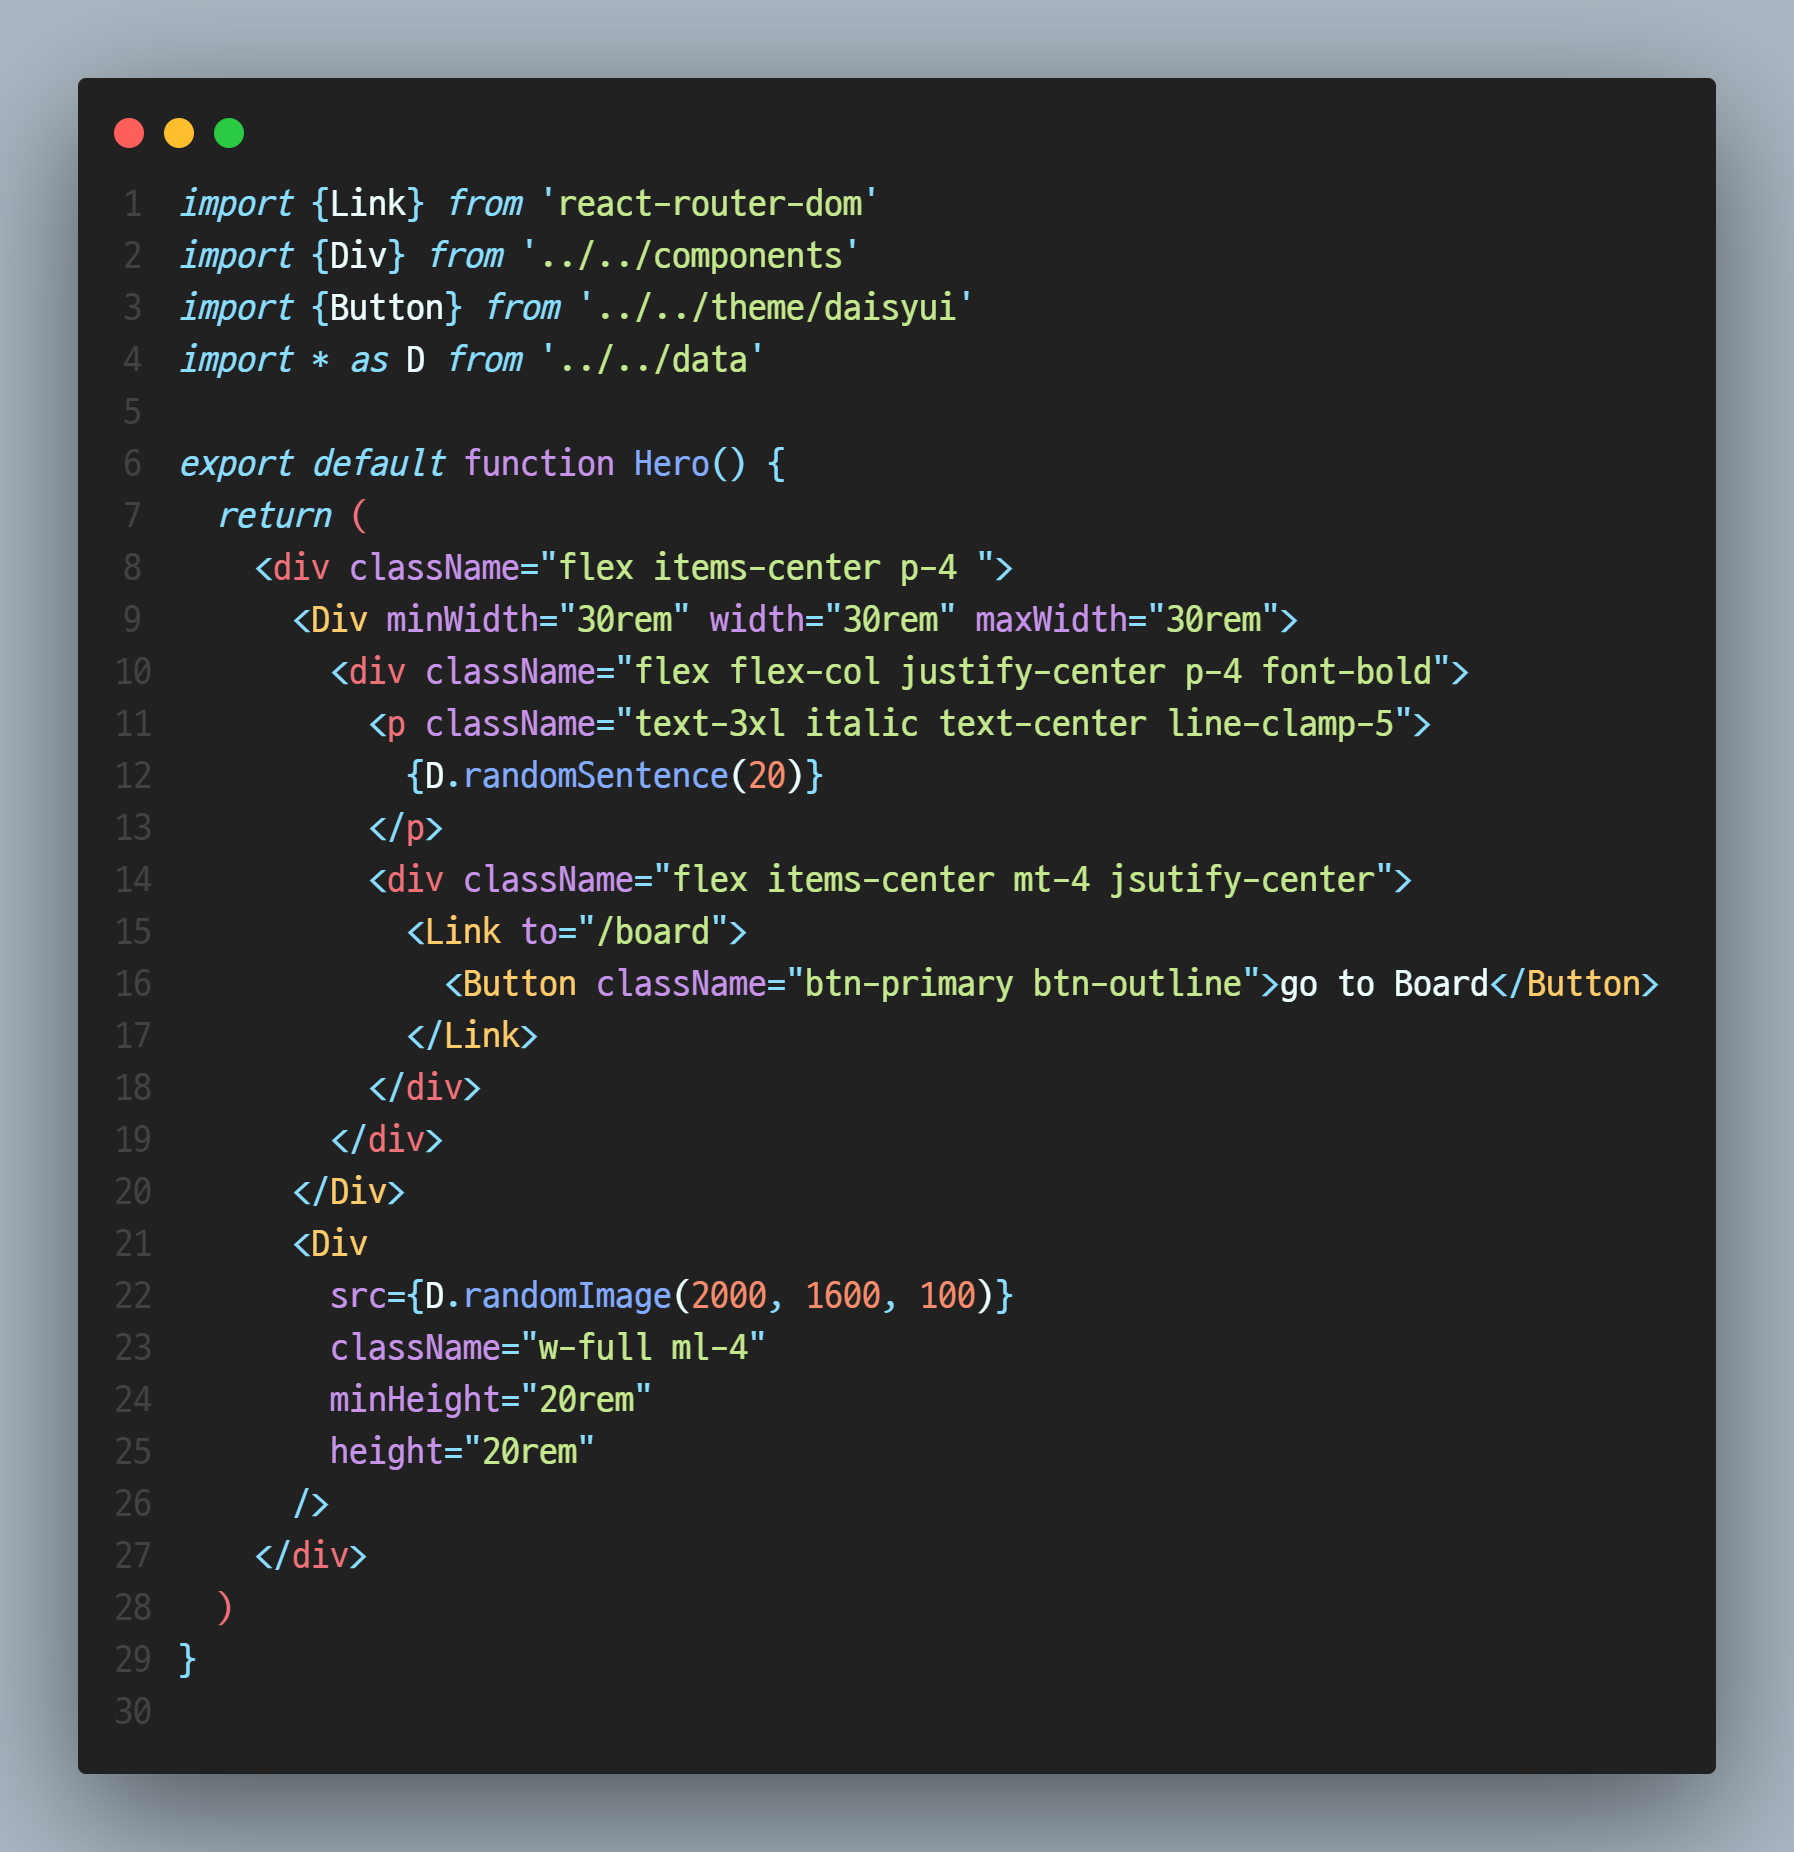 1 import {Link} from 'react-router-dom'
2 import {Div} from '../../components'
3 import {Button} from '../../theme/daisyui'
4 import * as D from '../../data'
5
6 export default function Hero() {
7   return (
8     <div className="flex items-center p-4 ">
9       <Div minWidth="30rem" width="30rem" maxWidth="30rem">
10         <div className="flex flex-col justify-center p-4 font-bold">
11           <p className="text-3xl italic text-center line-clamp-5">
12             {D.randomSentence(20)}
13           </p>
14           <div className="flex items-center mt-4 jsutify-center">
15             <Link to="/board">
16               <Button className="btn-primary btn-outline">go to Board</Button>
17             </Link>
18           </div>
19         </div>
20       </Div>
21       <Div
22         src={D.randomImage(2000, 1600, 100)}
23         className="w-full ml-4"
24         minHeight="20rem"
25         height="20rem"
26       />
27     </div>
28   )
29 }
30